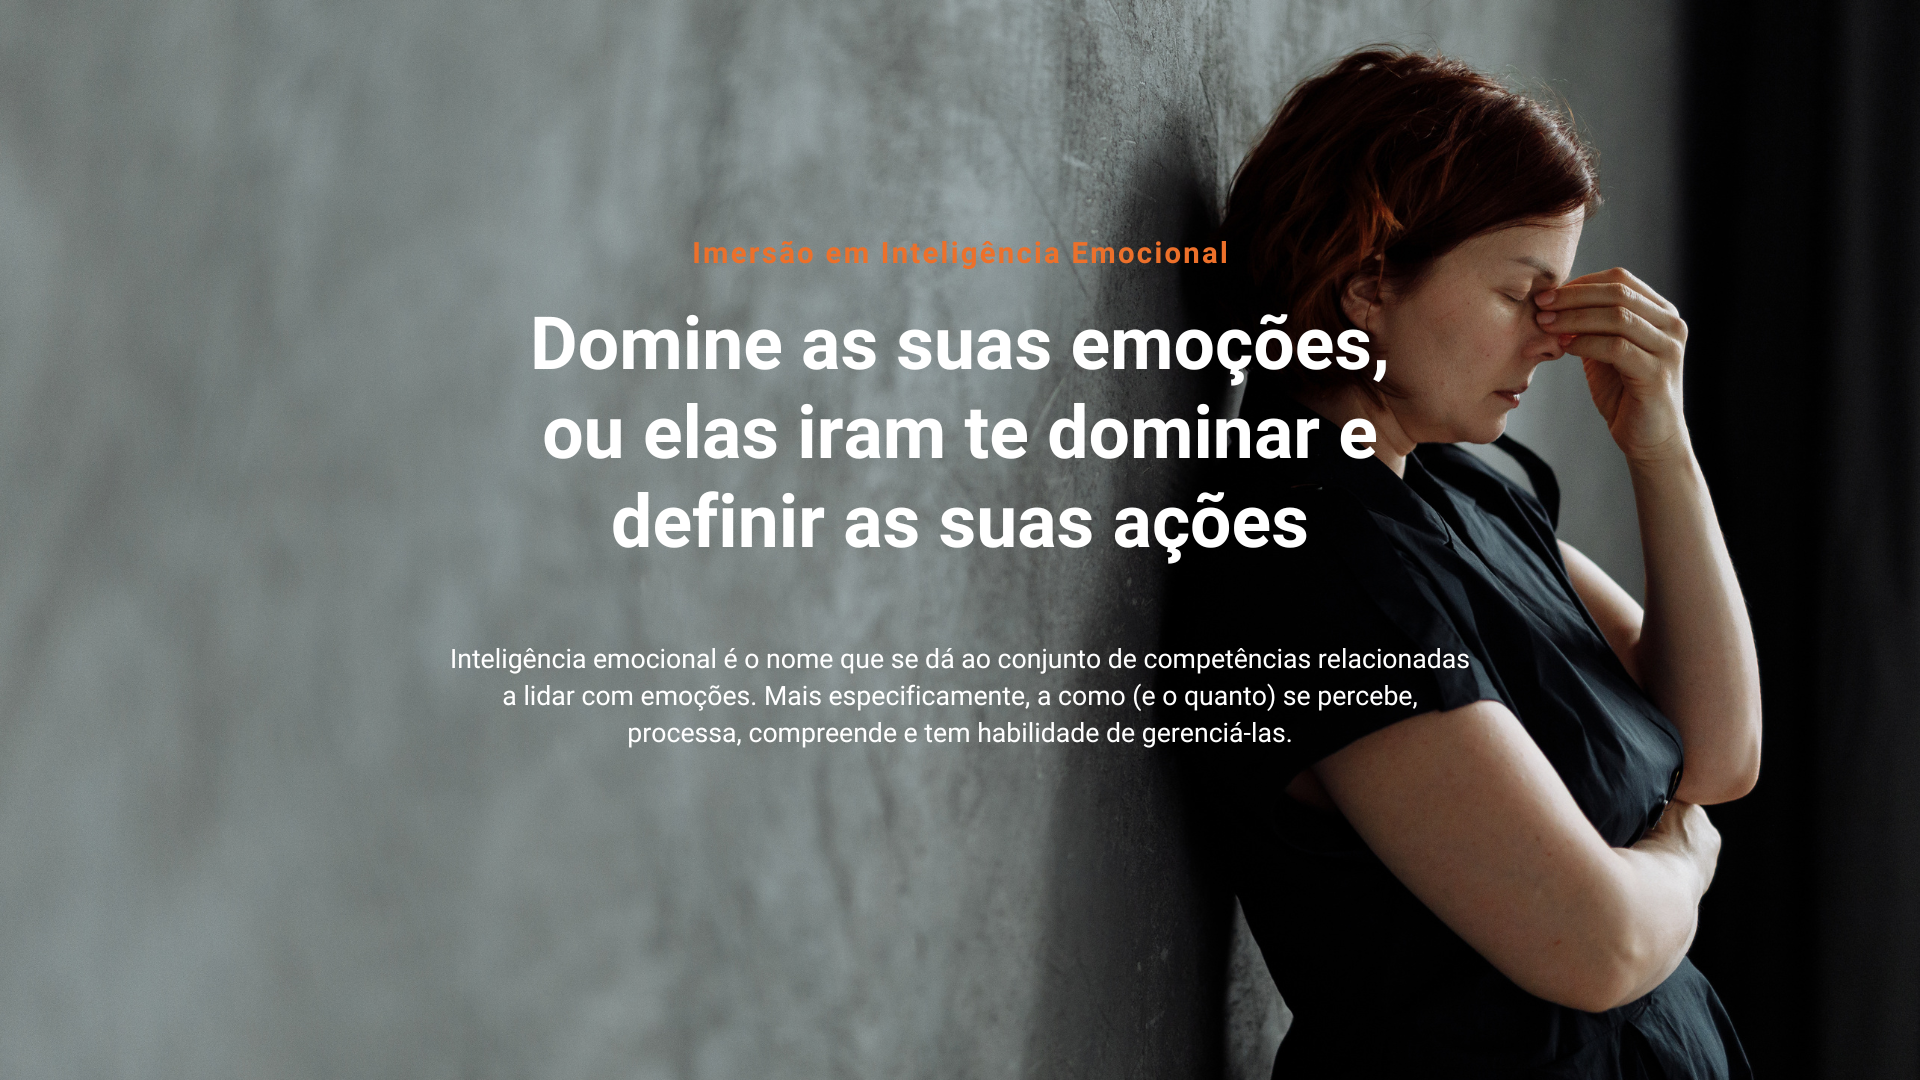 Imersão em Inteligência Emocional
Domine as suas emoções,
ou elas iram te dominar e
definir as suas ações
Inteligência emocional é o nome que se dá ao conjunto de competências relacionadas
a lidar com emoções. Mais especificamente, a como (e o quanto) se percebe,
processa, compreende e tem habilidade de gerenciá-las.